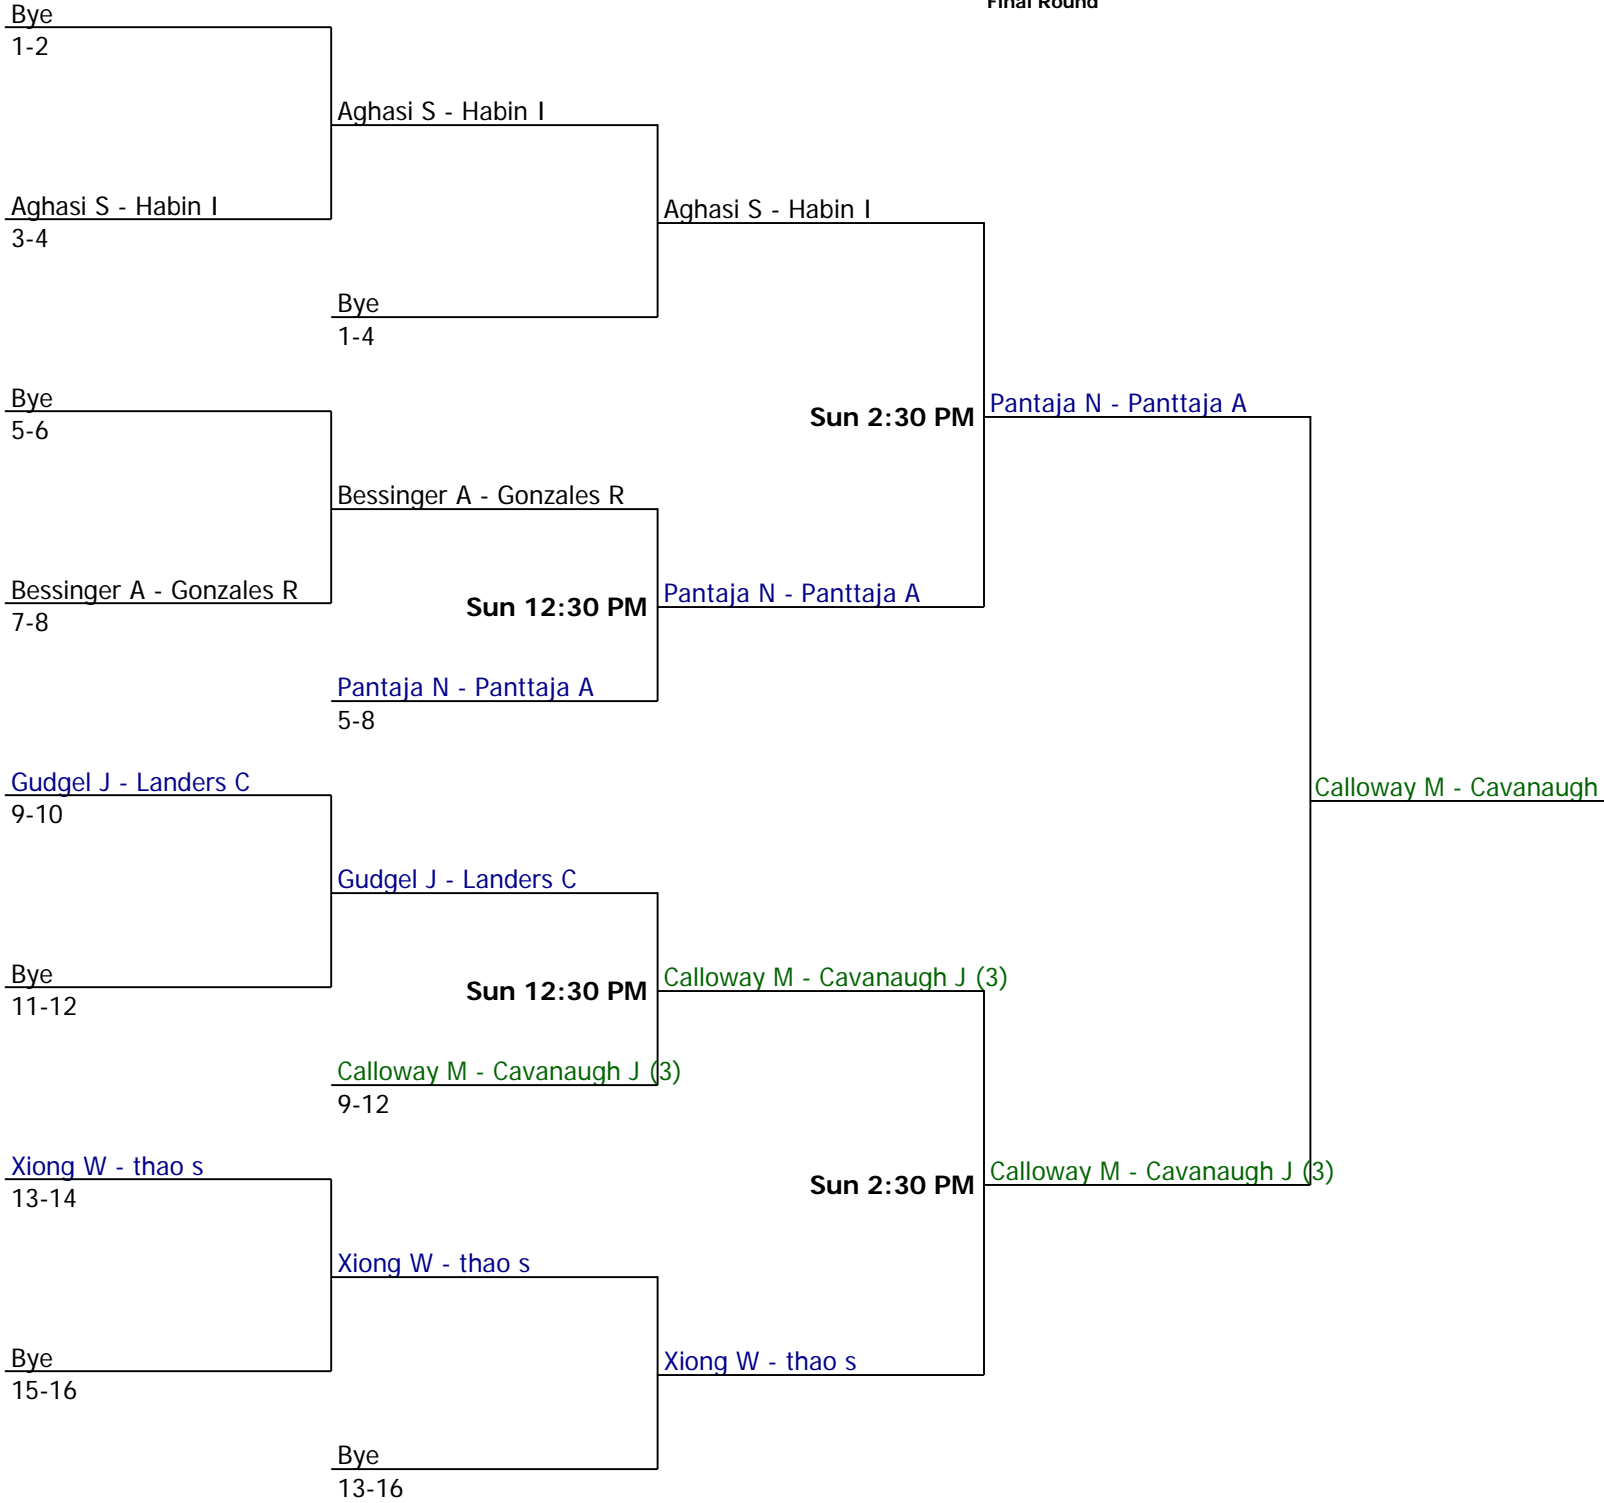 Final Round
Bye
1-2
Aghasi S - Habin I
Aghasi S - Habin I
3-4
Aghasi S - Habin I
Bye
1-4
Bye
5-6
Sun 2:30 PM
Pantaja N - Panttaja A
Bessinger A - Gonzales R
Bessinger A - Gonzales R
7-8
Sun 12:30 PM
Pantaja N - Panttaja A
Pantaja N - Panttaja A
5-8
Gudgel J - Landers C
9-10
Calloway M - Cavanaugh
Gudgel J - Landers C
Bye
11-12
Sun 12:30 PM
Calloway M - Cavanaugh J (3)
Calloway M - Cavanaugh J (3)
9-12
Xiong W - thao s
13-14
Sun 2:30 PM
Calloway M - Cavanaugh J (3)
Xiong W - thao s
Bye
15-16
Xiong W - thao s
Bye
13-16